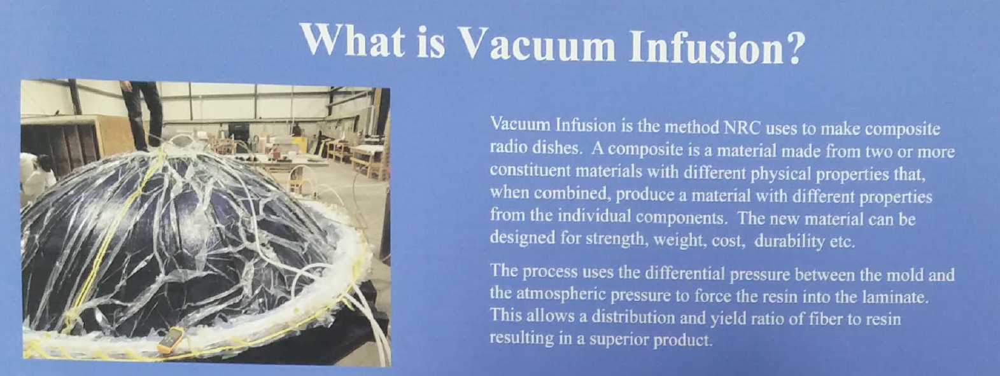 What is Vacuum Infusion?
Vacuum Infusion is the method NRC uses to make composite
radio dishes. A composite is a material made from two or more
constituent materials with different physical properties that,
when combined, produce a material with different properties
from the individual components. The new material can be
designed for strength, weight, cost, durability etc.
The process uses the differential pressure between the mold and
the atmospheric pressure to force the resin into the laminate.
This allows a distribution and yield ratio of fiber to resin
resulting in a superior product.